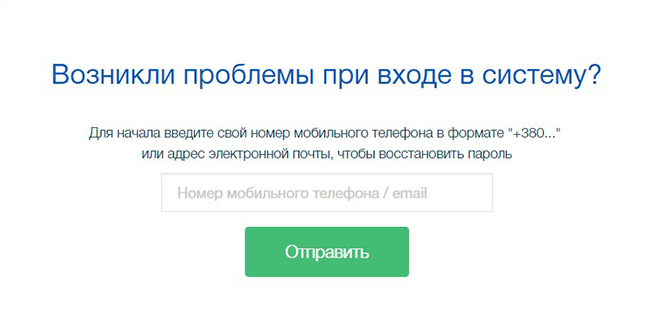 Возникли проблемы при входе в систему?
Для начала введите свой номер мобильного телефона в формате "+380..."
или адрес электронной почты, чтобы восстановить пароль
Номер мобильного телефона / email
Отправить